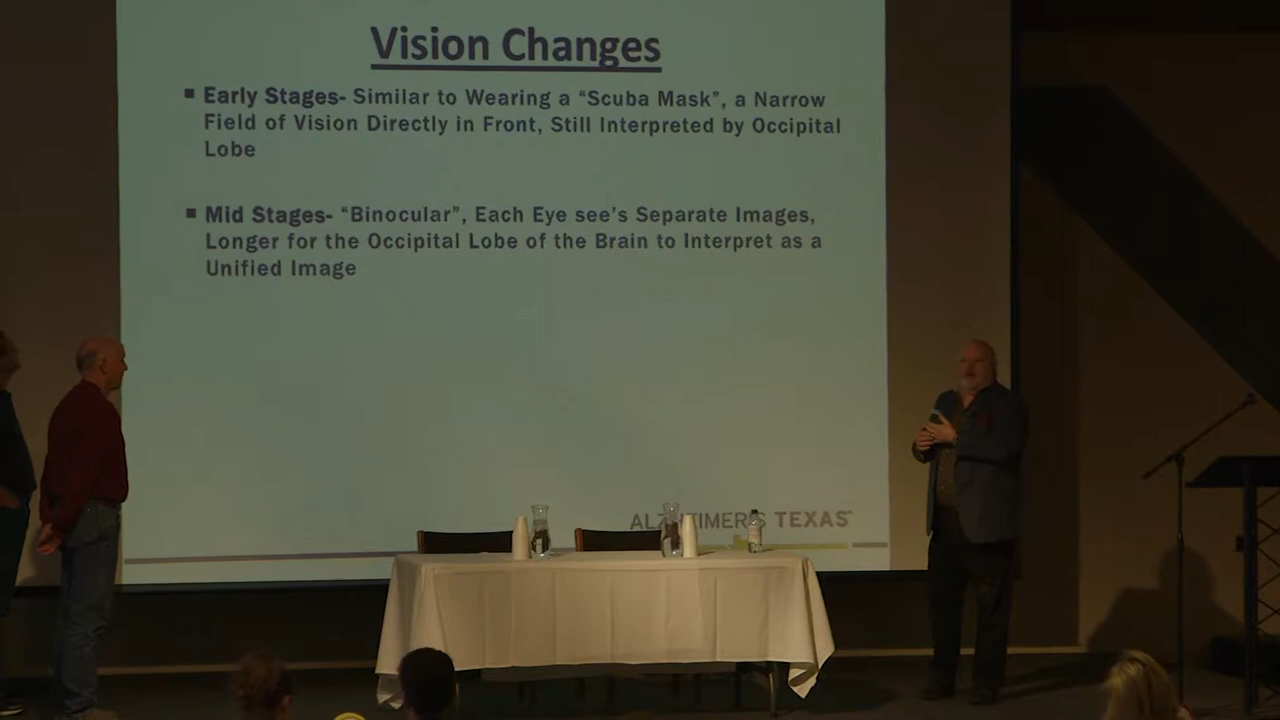 Vision Changes
Early Stages- Similar to Wearing a “Scuba Mask”, a Narrow
Field of Vision Directly in Front, Still Interpreted by Occipital
Lobe
Mid Stages- “Binocular”, Each Eye see’s Separate Images,
Longer for the Occipital Lobe of the Brain to Interpret as a
Unified Image
TEXAS